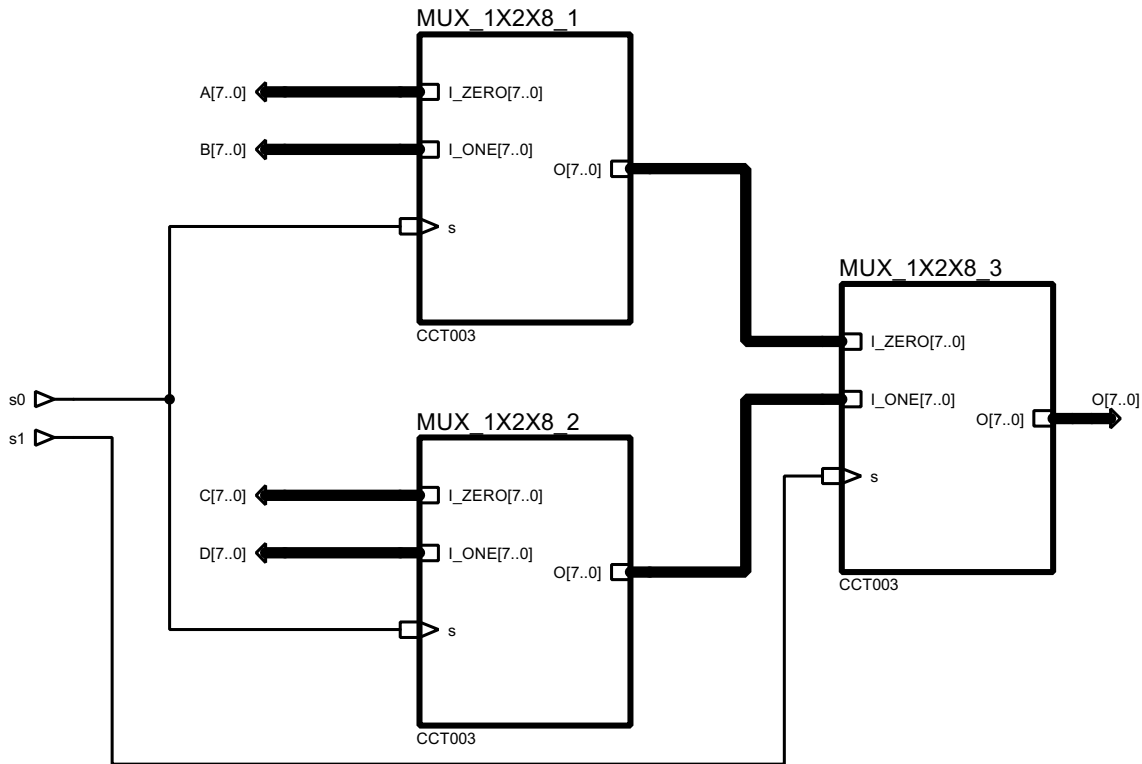 MUX_1X2X8_1
A[7..0] I_ZERO[7..0]
B[7..0] I_ONE[7..0]
O[7..0]
s
CCT003
MUX_1X2X8_3
I_ZERO[7..0]
I_ONE[7..0]
O[7..0] O[7..0]
s
CCT003
s0
s1
MUX_1X2X8_2
C[7..0] I_ZERO[7..0]
D[7..0] I_ONE[7..0]
O[7..0]
s
CCT003